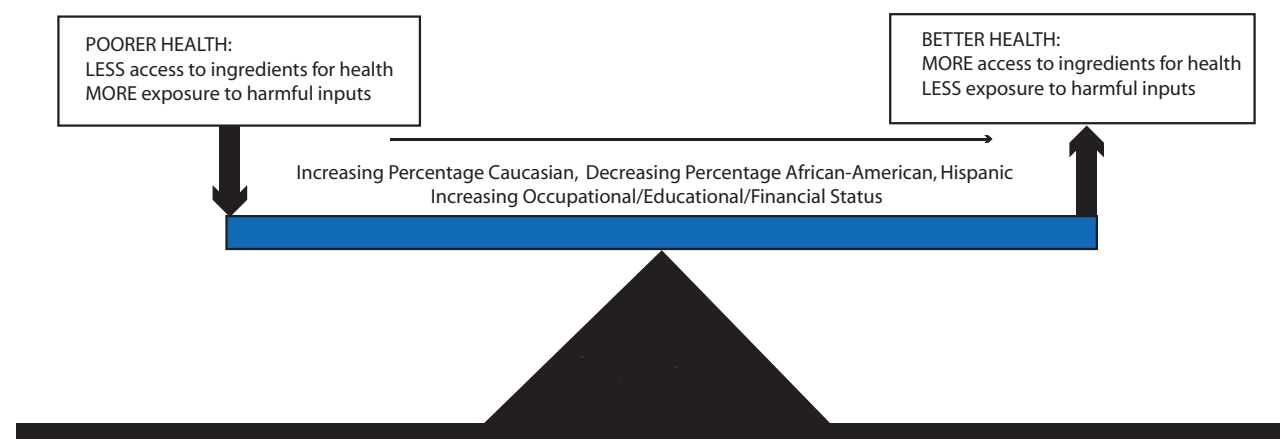 POORER HEALTH:
LESS access to ingredients for health
MORE exposure to harmful inputs
BETTER HEALTH:
MORE access to ingredients for health
LESS exposure to harmful inputs
Increasing Percentage Caucasian, Decreasing Percentage African-American, Hispanic
Increasing Occupational/Educational/Financial Status